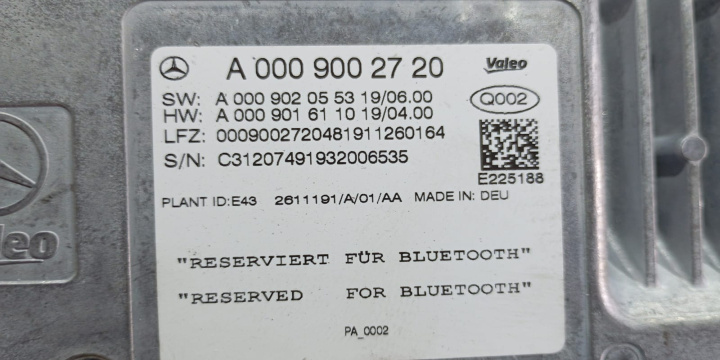 A 000 900 27 20 Valeo
SW: A 000 902 05 53 19/06.00
HW: A 000 901 61 10 19/04.00 Q002
LFZ: 0009002720481911260164
S/N: C31207491932006535
E225188
PLANT ID:E43 2611191/A/01/AA MADE IN: DEU
"RESERVIERT FÜR BLUETOOTH"
"RESERVED FOR BLUETOOTH"
PA_0002
leo